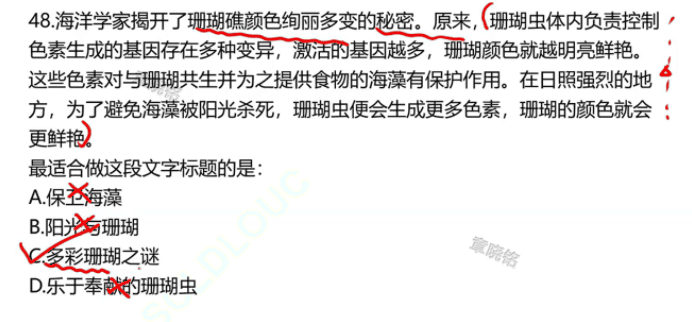 48.海洋学家揭开了珊瑚礁颜色绚丽多变的秘密。原来，珊瑚虫体内负责控制
色素生成的基因存在多种变异，激活的基因越多，珊瑚颜色就越明亮鲜艳。
这些色素对与珊瑚共生并为之提供食物的海藻有保护作用。在日照强烈的地
方，为了避免海藻被阳光杀死，珊瑚虫便会生成更多色素，珊瑚的颜色就会
更鲜艳。
最适合做这段文字标题的是：
A.保卫海藻
B.阳光与珊瑚
C.多彩珊瑚之谜
D.乐于奉献的珊瑚虫
章晓铭